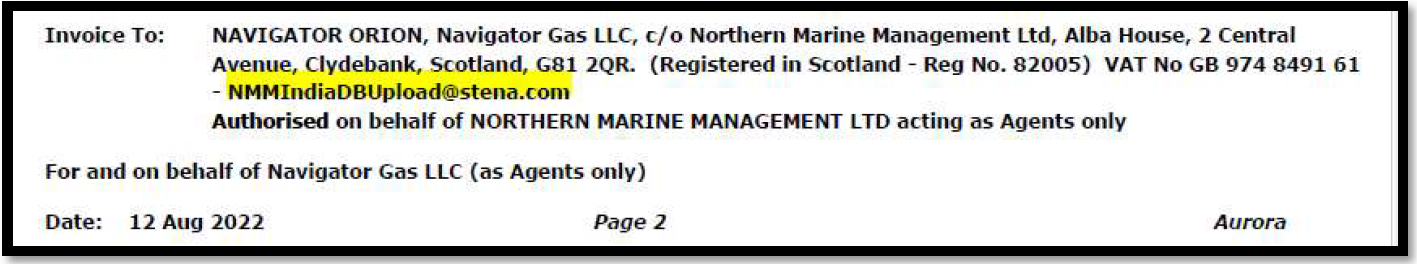 Invoice To: NAVIGATOR ORION, Navigator Gas LLC, c/o Northern Marine Management Ltd, Alba House, 2 Central
Avenue, Clydebank, Scotland, G81 2QR. (Registered in Scotland - Reg No. 82005) VAT No GB 974 8491 61
- NMMIndiaDBUpload@stena.com
Authorised on behalf of NORTHERN MARINE MANAGEMENT LTD acting as Agents only
For and on behalf of Navigator Gas LLC (as Agents only)
Date: 12 Aug 2022 Page 2 Aurora